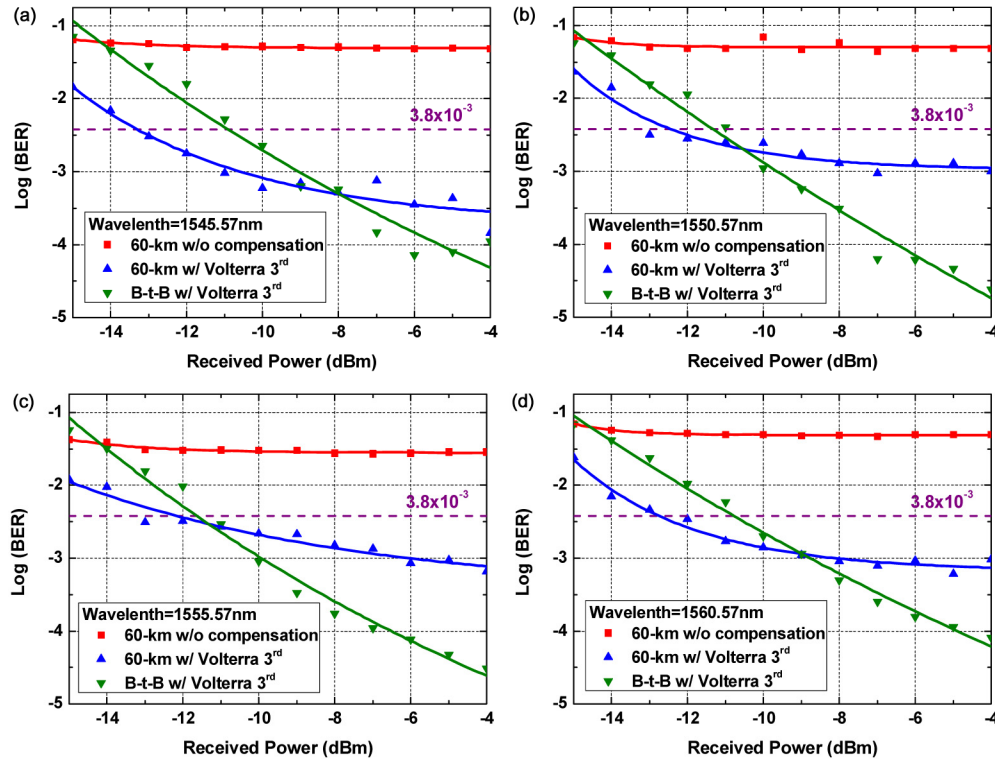 (a)
-1
-2
-3
-4
-5
Log (BER)
3.8x10⁻³
Wavelenth=1545.57nm
60-km w/o compensation
60-km w/ Volterra 3ʳᵈ
B-t-B w/ Volterra 3ʳᵈ
-14 -12 -10 -8 -6 -4
Received Power (dBm)
(b)
-1
-2
-3
-4
-5
Log (BER)
3.8x10⁻³
Wavelenth=1550.57nm
60-km w/o compensation
60-km w/ Volterra 3ʳᵈ
B-t-B w/ Volterra 3ʳᵈ
-14 -12 -10 -8 -6 -4
Received Power (dBm)
(c)
-1
-2
-3
-4
-5
Log (BER)
3.8x10⁻³
Wavelenth=1555.57nm
60-km w/o compensation
60-km w/ Volterra 3ʳᵈ
B-t-B w/ Volterra 3ʳᵈ
-14 -12 -10 -8 -6 -4
Received Power (dBm)
(d)
-1
-2
-3
-4
-5
Log (BER)
3.8x10⁻³
Wavelenth=1560.57nm
60-km w/o compensation
60-km w/ Volterra 3ʳᵈ
B-t-B w/ Volterra 3ʳᵈ
-14 -12 -10 -8 -6 -4
Received Power (dBm)